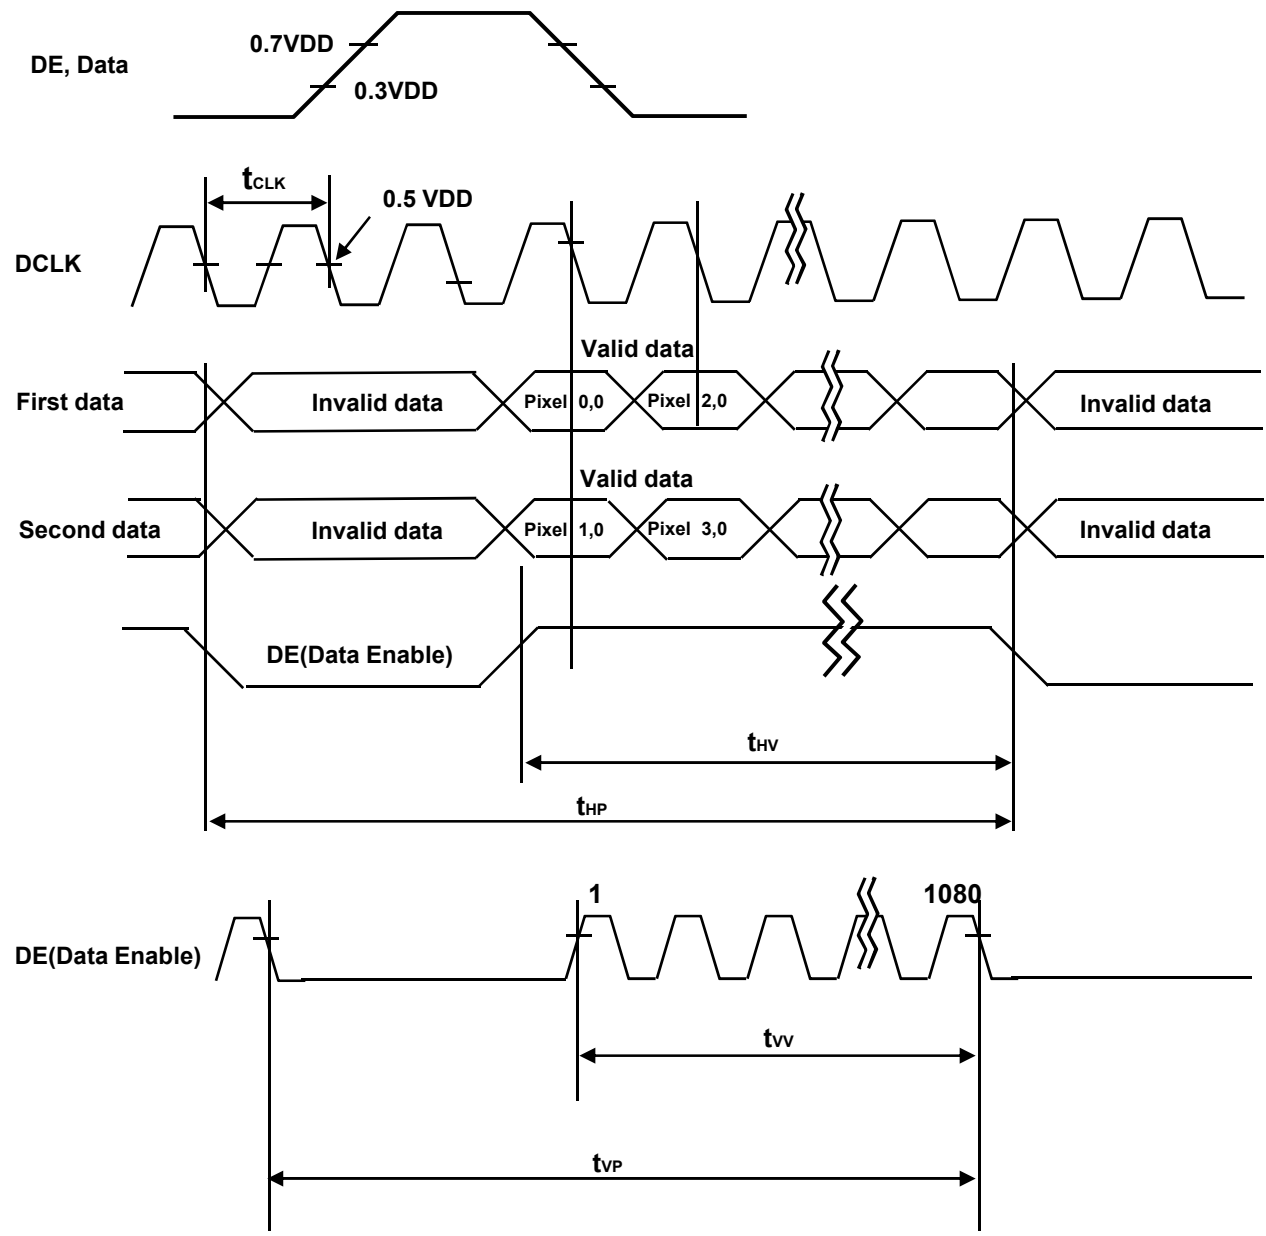 0.7VDD
DE, Data
0.3VDD
tCLK
0.5 VDD
DCLK
Valid data
First data
Invalid data
Pixel 0,0
Pixel 2,0
Invalid data
Valid data
Second data
Invalid data
Pixel 1,0
Pixel 3,0
Invalid data
DE(Data Enable)
tHV
tHP
1
1080
DE(Data Enable)
tVV
tVP